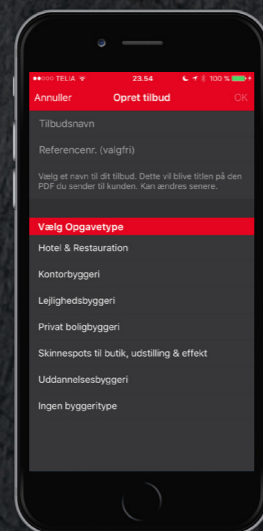 TELIA 23.54 100 %
Annuller Opret tilbud OK
Tilbudsnavn
Referencenr. (valgfri)
Vælg et navn til dit tilbud. Dette vil blive titlen på den
PDF du sender til kunden. Kan ændres senere.
Vælg Opgavetype
Hotel & Restauration
Kontorbyggeri
Lejlighedsbyggeri
Privat boligbyggeri
Skinnespots til butik, udstilling & effekt
Uddannelsesbyggeri
Ingen byggeritype